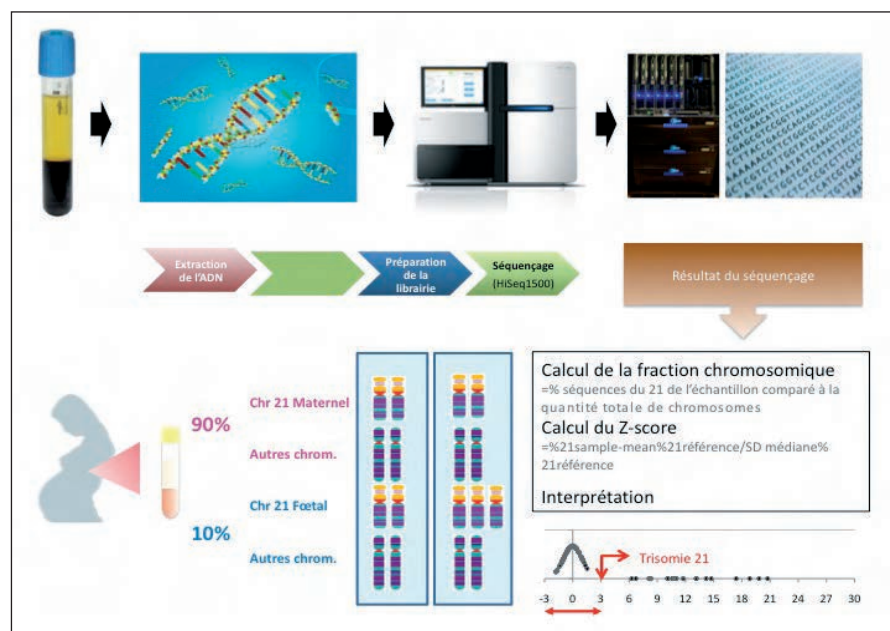 Extraction
de l'ADN
Préparation
de la
librairie
Séquençage
(HiSeq1500)
Résultat du séquençage
90%
Chr 21 Maternel
Autres chrom.
10%
Chr 21 Fœtal
Autres chrom.
Calcul de la fraction chromosomique
=% séquences du 21 de l'échantillon comparé à la
quantité totale de chromosomes
Calcul du Z-score
=%21sample-mean%21référence/SD médiane%
21référence
Interprétation
Trisomie 21
-3 0 3 6 9 12 15 18 21 24 27 30